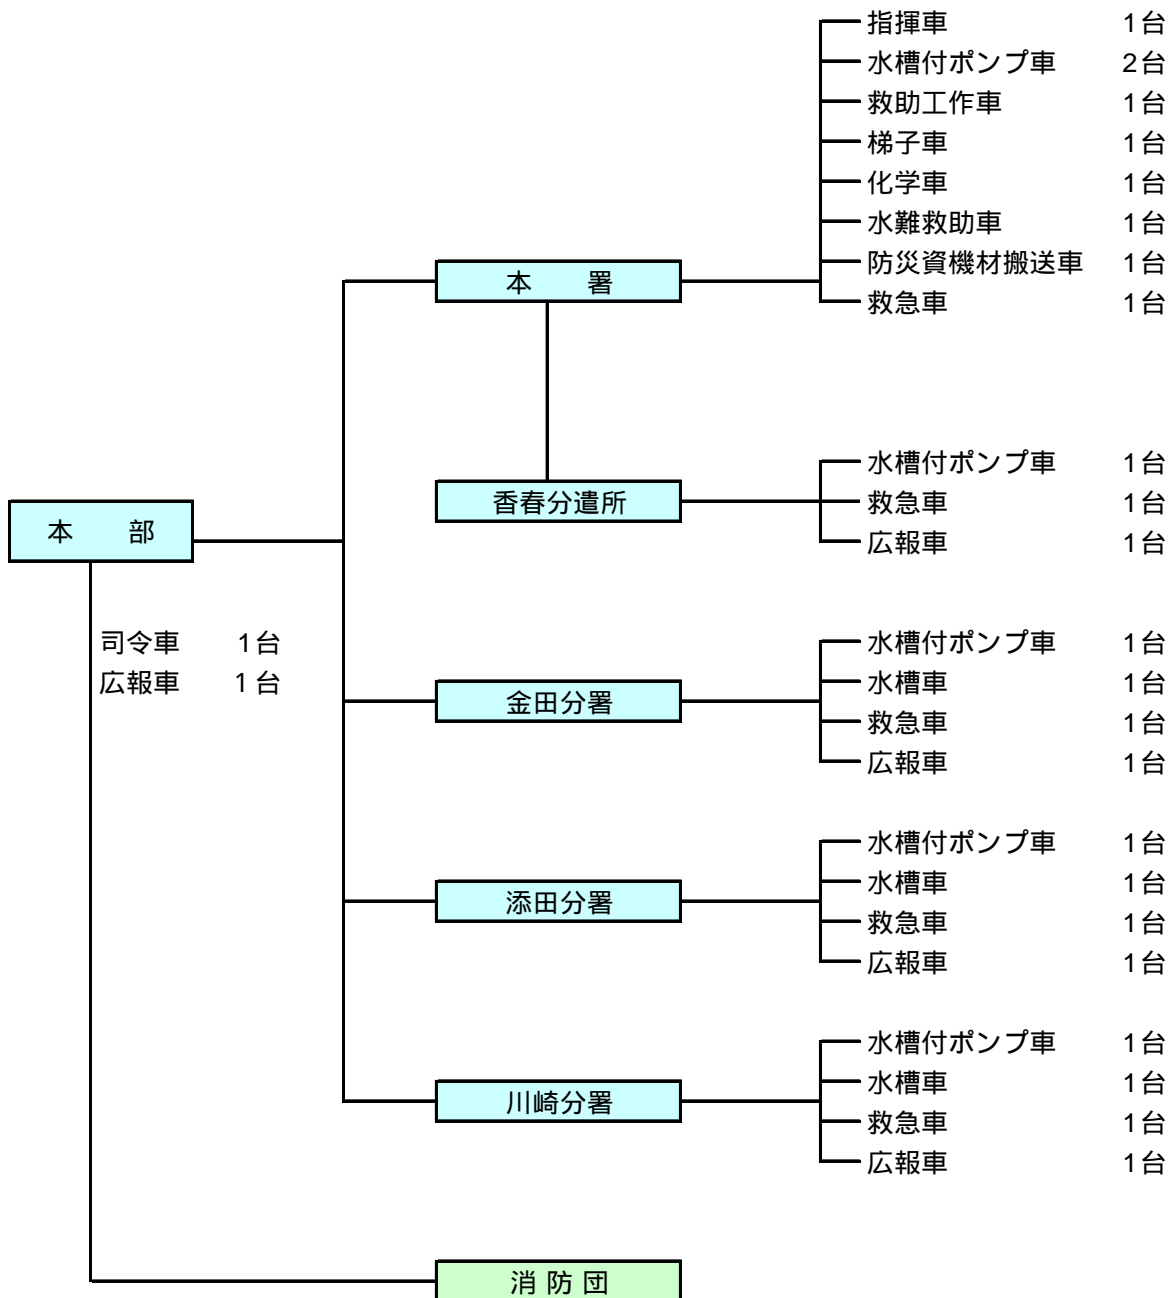 指揮車 1台
水槽付ポンプ車 2台
救助工作車 1台
梯子車 1台
化学車 1台
水難救助車 1台
本 署
防災資機材搬送車 1台
救急車 1台
水槽付ポンプ車 1台
香春分遣所
救急車 1台
広報車 1台
本 部
司令車 1台
広報車 1台
水槽付ポンプ車 1台
水槽車 1台
金田分署
救急車 1台
広報車 1台
水槽付ポンプ車 1台
水槽車 1台
添田分署
救急車 1台
広報車 1台
水槽付ポンプ車 1台
水槽車 1台
川崎分署
救急車 1台
広報車 1台
消 防 団